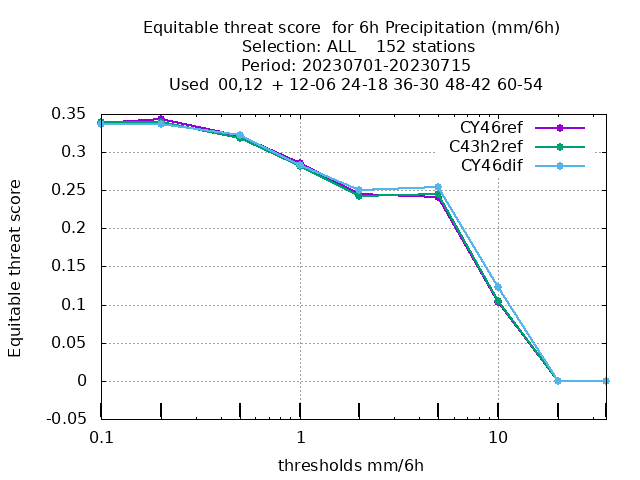 Equitable threat score  for 6h Precipitation (mm/6h)
Selection: ALL    152 stations
Period: 20230701-20230715
Used  00,12  + 12-06 24-18 36-30 48-42 60-54
CY46ref
C43h2ref
CY46dif
0.35
0.3
0.25
0.2
0.15
0.1
0.05
0
-0.05
Equitable threat score
0.1
1
10
thresholds mm/6h